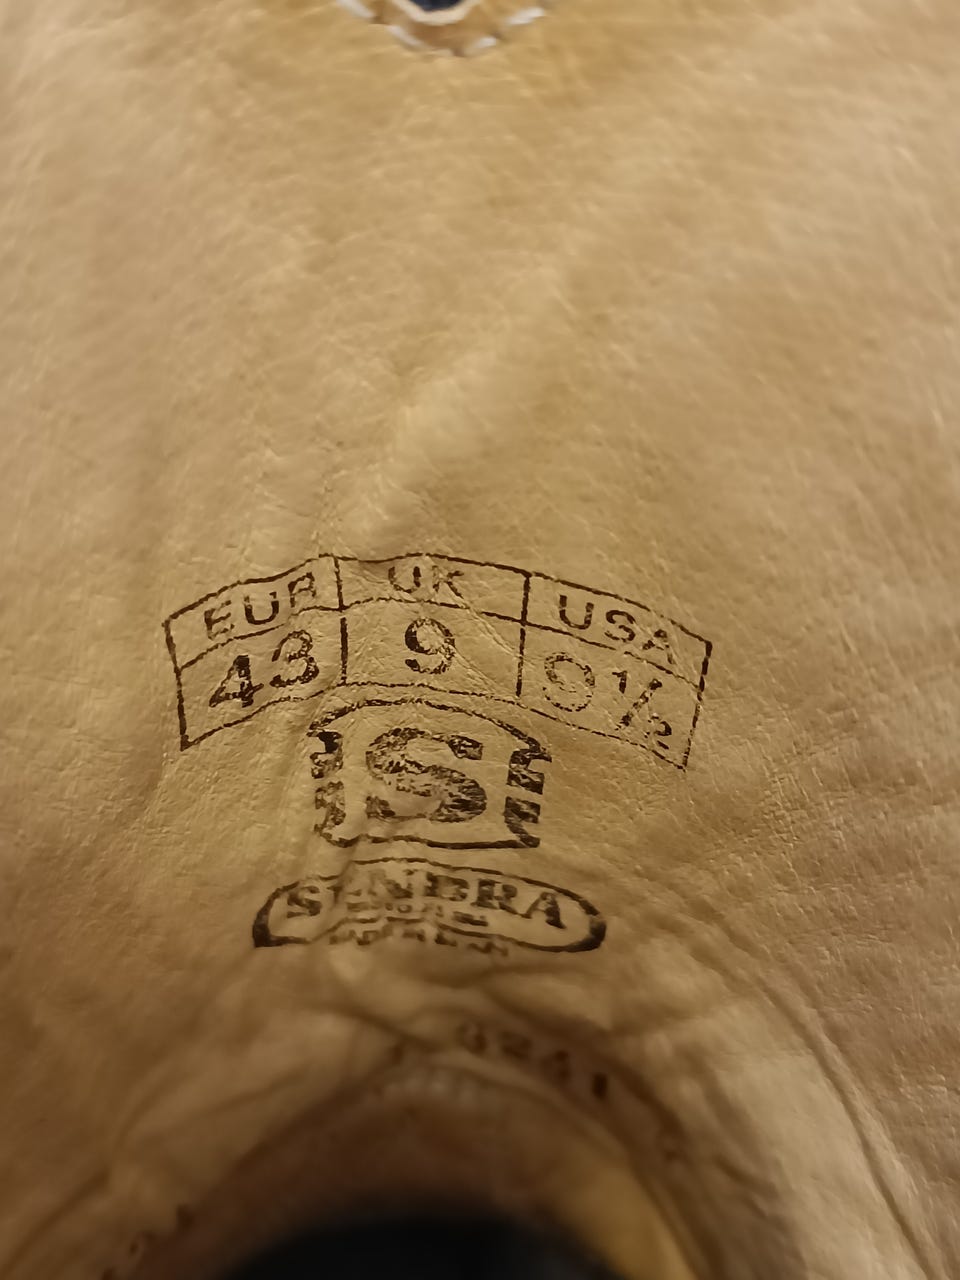 EUR UK USA
43 9 9½
S
SENDRA